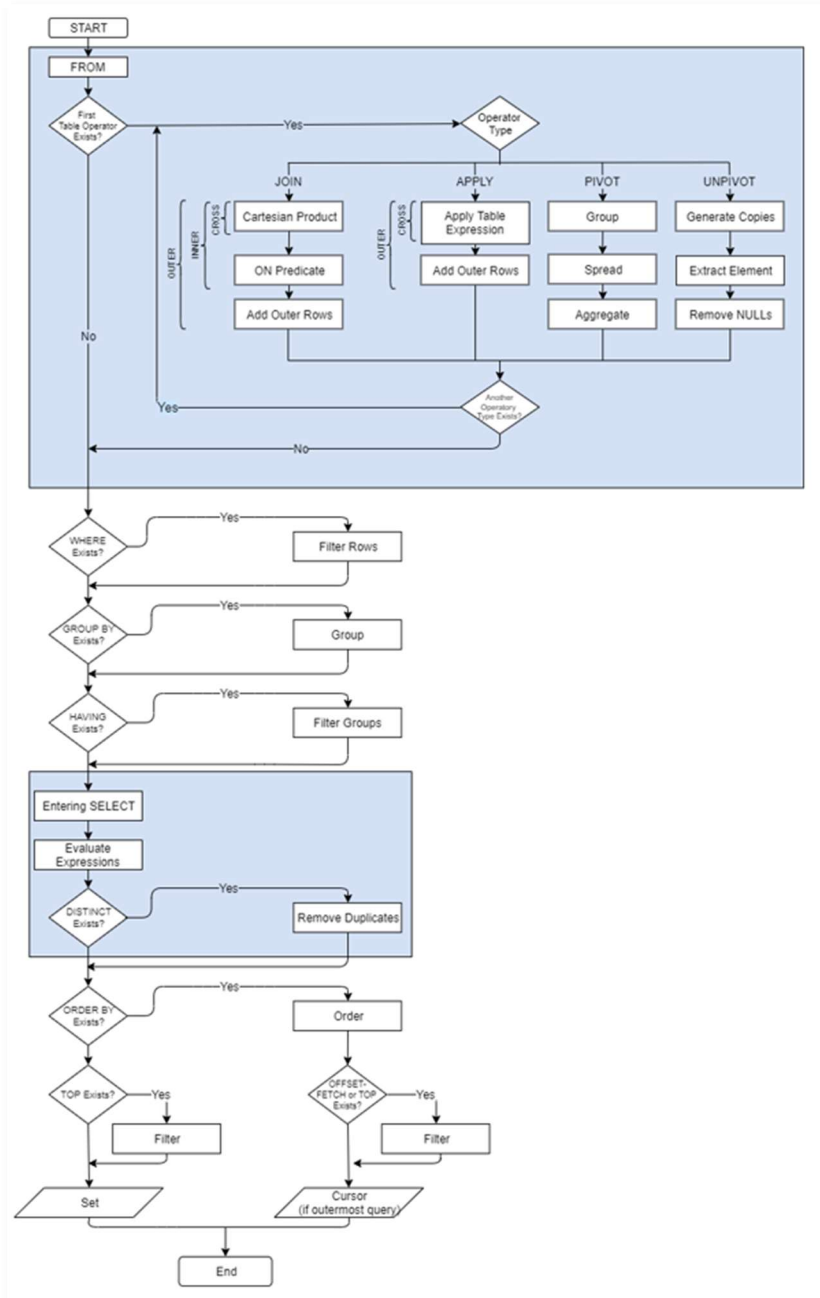 START
FROM
First
Table Operator
Exists?
Yes
Operator
Type
JOIN
APPLY
PIVOT
UNPIVOT
OUTER
INNER
CROSS
Cartesian Product
ON Predicate
Add Outer Rows
OUTER
CROSS
Apply Table
Expression
Add Outer Rows
Group
Spread
Aggregate
Generate Copies
Extract Element
Remove NULLs
No
Another
Operatory
Type Exists?
Yes
No
WHERE
Exists?
Yes
Filter Rows
GROUP BY
Exists?
Yes
Group
HAVING
Exists?
Yes
Filter Groups
Entering SELECT
Evaluate
Expressions
DISTINCT
Exists?
Yes
Remove Duplicates
ORDER BY
Exists?
Yes
Order
TOP Exists?
Yes
Filter
OFFSET-
FETCH or TOP
Exists?
Yes
Filter
Set
Cursor
(if outermost query)
End